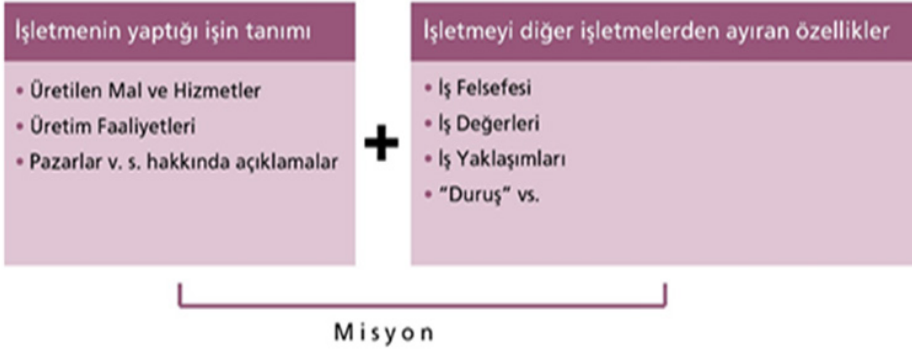 İşletmenin yaptığı işin tanımı
• Üretilen Mal ve Hizmetler
• Üretim Faaliyetleri
• Pazarlar v. s. hakkında açıklamalar
+
İşletmeyi diğer işletmelerden ayıran özellikler
• İş Felsefesi
• İş Değerleri
• İş Yaklaşımları
• "Duruş" vs.
Misyon